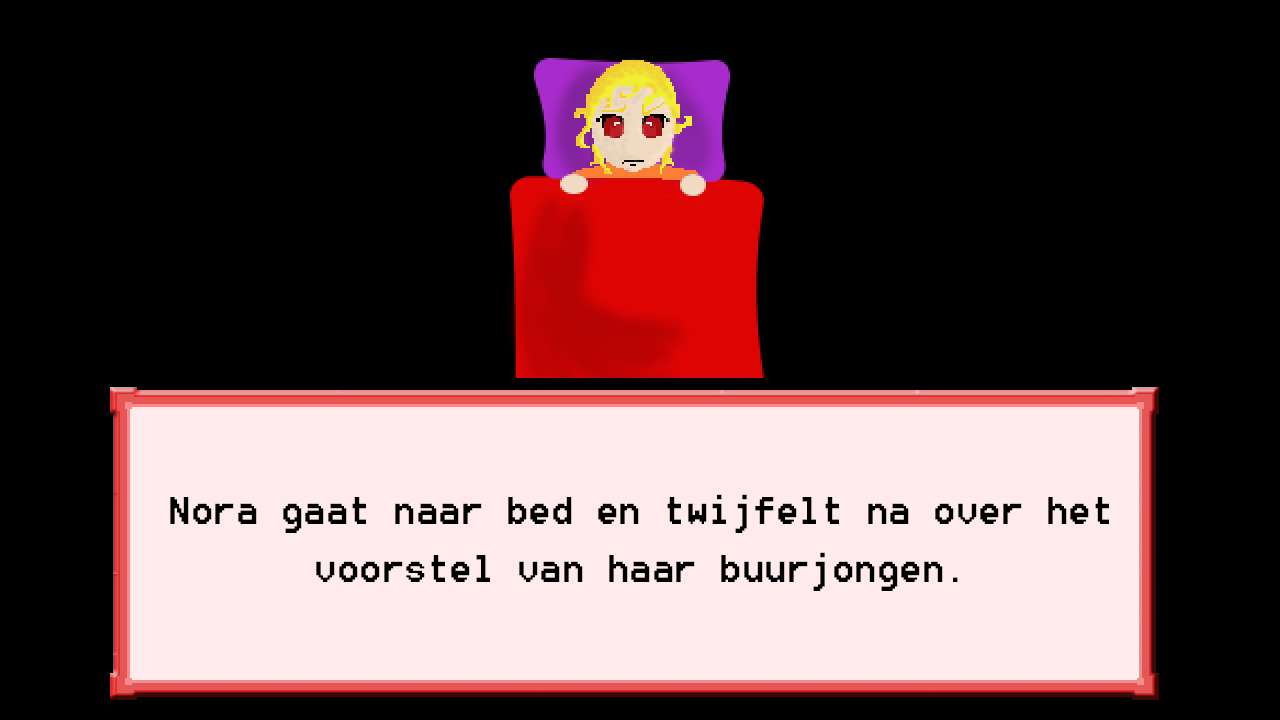 Nora gaat naar bed en twijfelt na over het
voorstel van haar buurjongen.